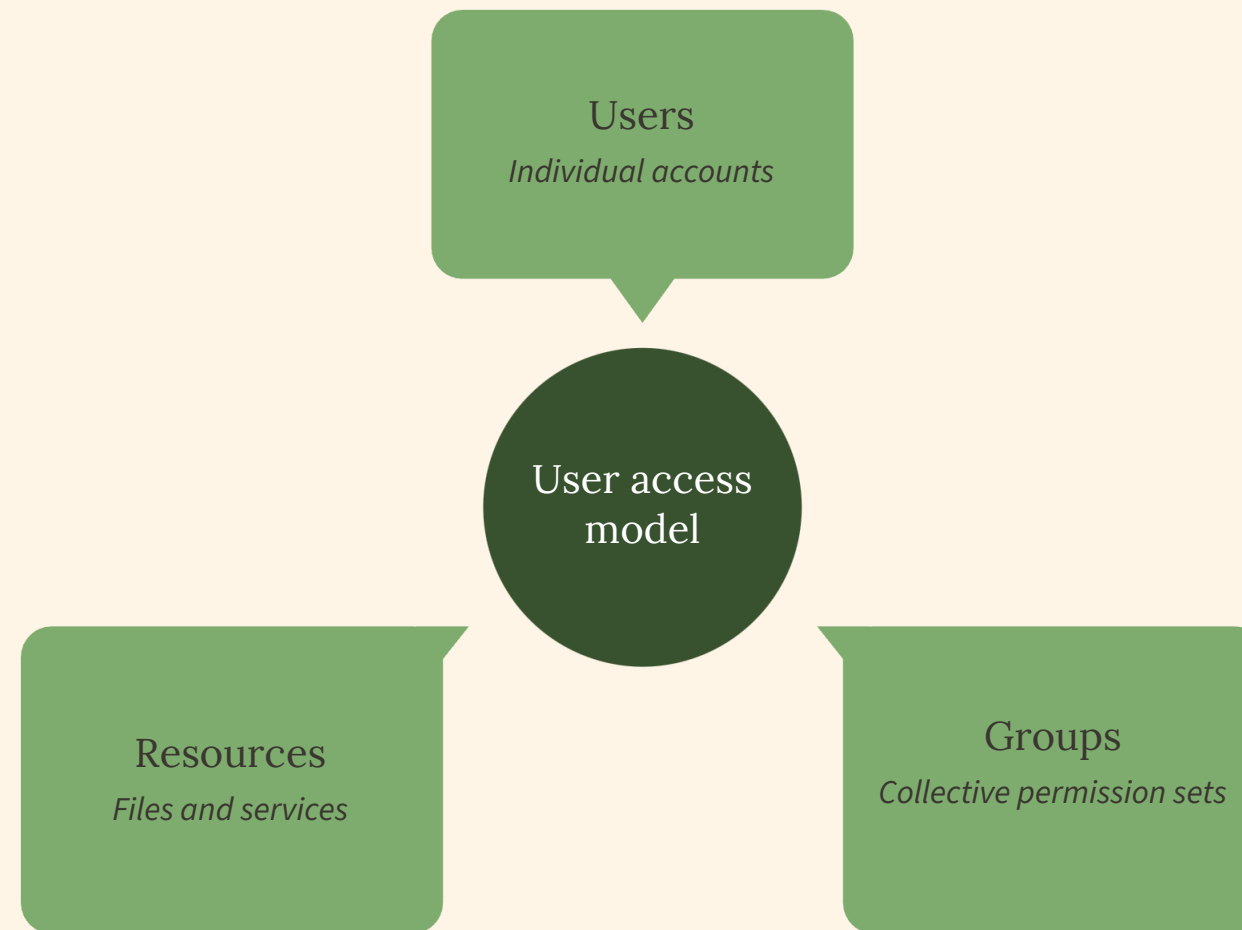 Users
Individual accounts
User access
model
Resources
Files and services
Groups
Collective permission sets